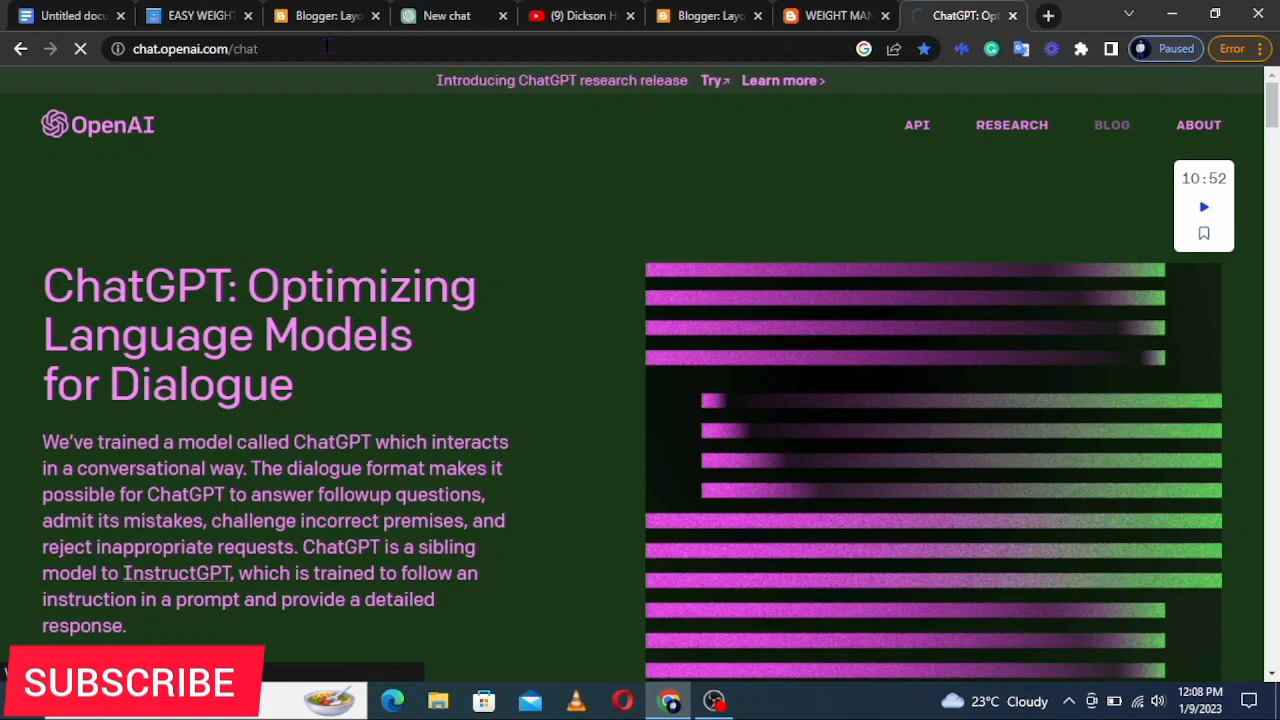 Untitled docu
EASY WEIGHT
Blogger: Layo
New chat
(9) Dickson H
Blogger: Layo
WEIGHT MAN
ChatGPT: Opt
chat.openai.com/chat
Paused
Error
Introducing ChatGPT research release Try↗ Learn more >
OpenAI
API RESEARCH BLOG ABOUT
10:52
ChatGPT: Optimizing
Language Models
for Dialogue
We've trained a model called ChatGPT which interacts
in a conversational way. The dialogue format makes it
possible for ChatGPT to answer followup questions,
admit its mistakes, challenge incorrect premises, and
reject inappropriate requests. ChatGPT is a sibling
model to InstructGPT, which is trained to follow an
instruction in a prompt and provide a detailed
response.
SUBSCRIBE
23°C Cloudy
12:08 PM
1/9/2023